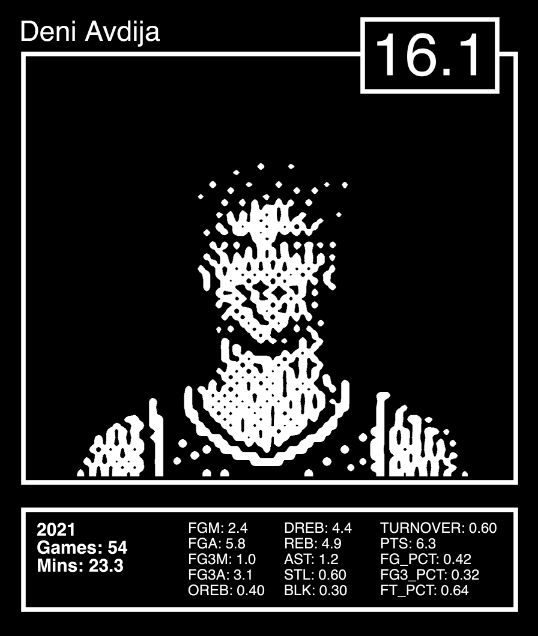 Deni Avdija
16.1
2021
Games: 54
Mins: 23.3
FGM: 2.4
FGA: 5.8
FG3M: 1.0
FG3A: 3.1
OREB: 0.40
DREB: 4.4
REB: 4.9
AST: 1.2
STL: 0.60
BLK: 0.30
TURNOVER: 0.60
PTS: 6.3
FG_PCT: 0.42
FG3_PCT: 0.32
FT_PCT: 0.64